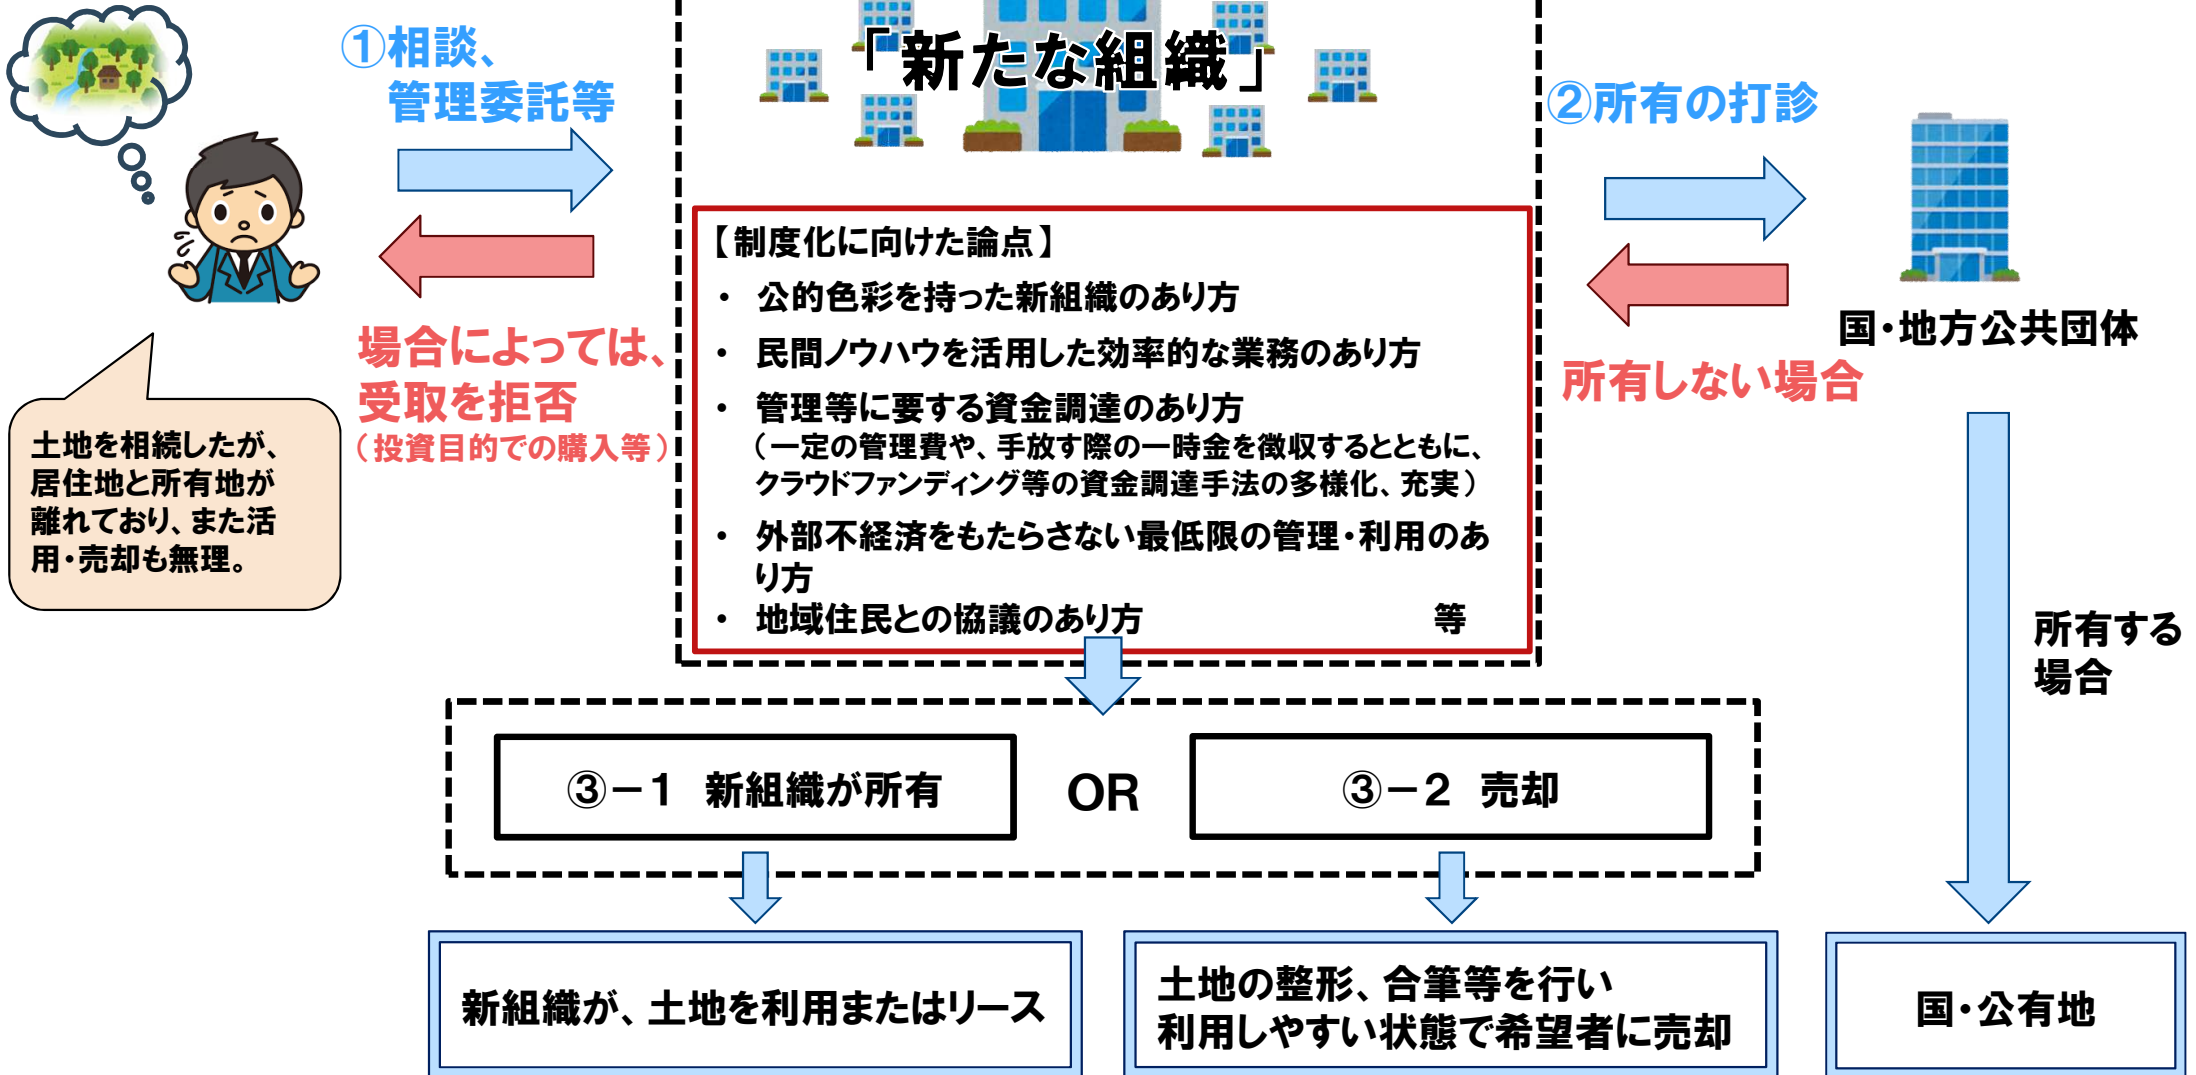 ①相談、
管理委託等
「新たな組織」
②所有の打診
場合によっては、
受取を拒否
（投資目的での購入等）
土地を相続したが、
居住地と所有地が
離れており、また活
用・売却も無理。
【制度化に向けた論点】
・ 公的色彩を持った新組織のあり方
・ 民間ノウハウを活用した効率的な業務のあり方
・ 管理等に要する資金調達のあり方
（一定の管理費や、手放す際の一時金を徴収するとともに、
クラウドファンディング等の資金調達手法の多様化、充実）
・ 外部不経済をもたらさない最低限の管理・利用のあ
り方
・ 地域住民との協議のあり方 等
国・地方公共団体
所有しない場合
所有する
場合
③－1 新組織が所有
OR
③－2 売却
新組織が、土地を利用またはリース
土地の整形、合筆等を行い
利用しやすい状態で希望者に売却
国・公有地